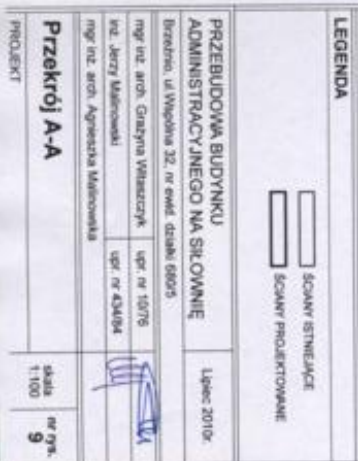 LEGENDA
ŚCIANY ISTNIEJĄCE
ŚCIANY PROJEKTOWANE
PRZEBUDOWA BUDYNKU
ADMINISTRACYJNEGO NA SIŁOWNIĘ
Lipiec 2010r.
Brzeźnio, ul.Wspólna 32, nr ewid. działki 680/5
mgr inż. arch. Grażyna Witaszczyk
upr. nr 10/76
inż. Jerzy Malinowski
upr. nr 434/84
mgr inż. arch. Agnieszka Malinowska
Przekrój A-A
skala
1:100
nr rys.
9
PROJEKT